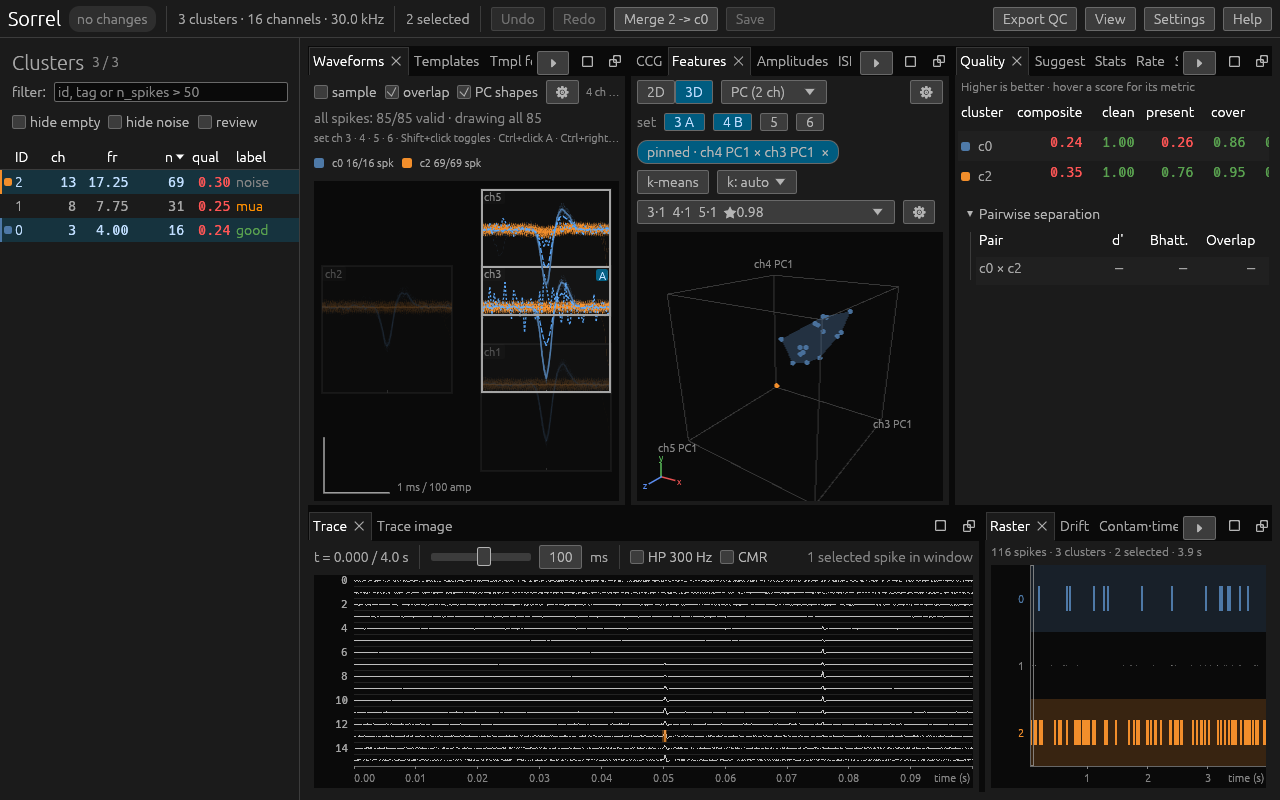 Sorrel no changes 3 clusters · 16 channels · 30.0 kHz 2 selected Undo Redo Merge 2 -> c0 Save Export QC View Settings Help
Clusters 3 / 3
filter: id, tag or n_spikes > 50
hide empty hide noise review
ID ch fr n qual label
2 13 17.25 69 0.30 noise
1 8 7.75 31 0.25 mua
0 3 4.00 16 0.24 good
Waveforms Templates Tmpl
sample overlap PC shapes 4 ch ...
all spikes: 85/85 valid · drawing all 85
set ch 3 · 4 · 5 · 6 · Shift+click toggles · Ctrl+click A · Ctrl+right...
c0 16/16 spk c2 69/69 spk
ch5
ch2
ch3 A
ch1
1 ms / 100 amp
CCG Features Amplitudes ISI
2D 3D PC (2 ch)
set 3 A 4 B 5 6
pinned · ch4 PC1 × ch3 PC1 ×
k-means k: auto
3·1 4·1 5·1 ★0.98
ch4 PC1
ch3 PC1
ch5 PC1
y
z x
Quality Suggest Stats Rate
Higher is better · hover a score for its metric
cluster composite clean present cover
c0 0.24 1.00 0.26 0.86
c2 0.35 1.00 0.76 0.95
Pairwise separation
Pair d' Bhatt. Overlap
c0 × c2 – – –
Trace Trace image
t = 0.000 / 4.0 s 100 ms HP 300 Hz CMR 1 selected spike in window
0
2
4
6
8
10
12
14
0.00 0.01 0.02 0.03 0.04 0.05 0.06 0.07 0.08 0.09 time (s)
Raster Drift Contam-time
116 spikes · 3 clusters · 2 selected · 3.9 s
0
1
2
1 2 3 time (s)